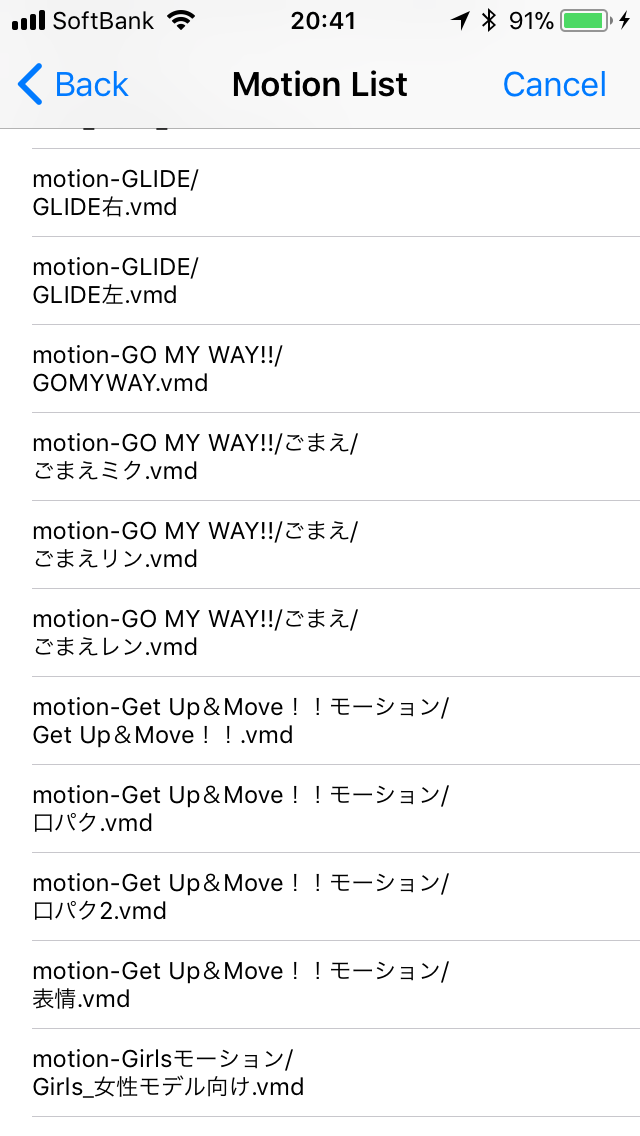 SoftBank 20:41 91%
Back Motion List Cancel
motion-GLIDE/
GLIDE右.vmd
motion-GLIDE/
GLIDE左.vmd
motion-GO MY WAY!!/
GOMYWAY.vmd
motion-GO MY WAY!!/ごまえ/
ごまえミク.vmd
motion-GO MY WAY!!/ごまえ/
ごまえリン.vmd
motion-GO MY WAY!!/ごまえ/
ごまえレン.vmd
motion-Get Up＆Move！！モーション/
Get Up＆Move！！.vmd
motion-Get Up＆Move！！モーション/
口パク.vmd
motion-Get Up＆Move！！モーション/
口パク2.vmd
motion-Get Up＆Move！！モーション/
表情.vmd
motion-Girlsモーション/
Girls_女性モデル向け.vmd